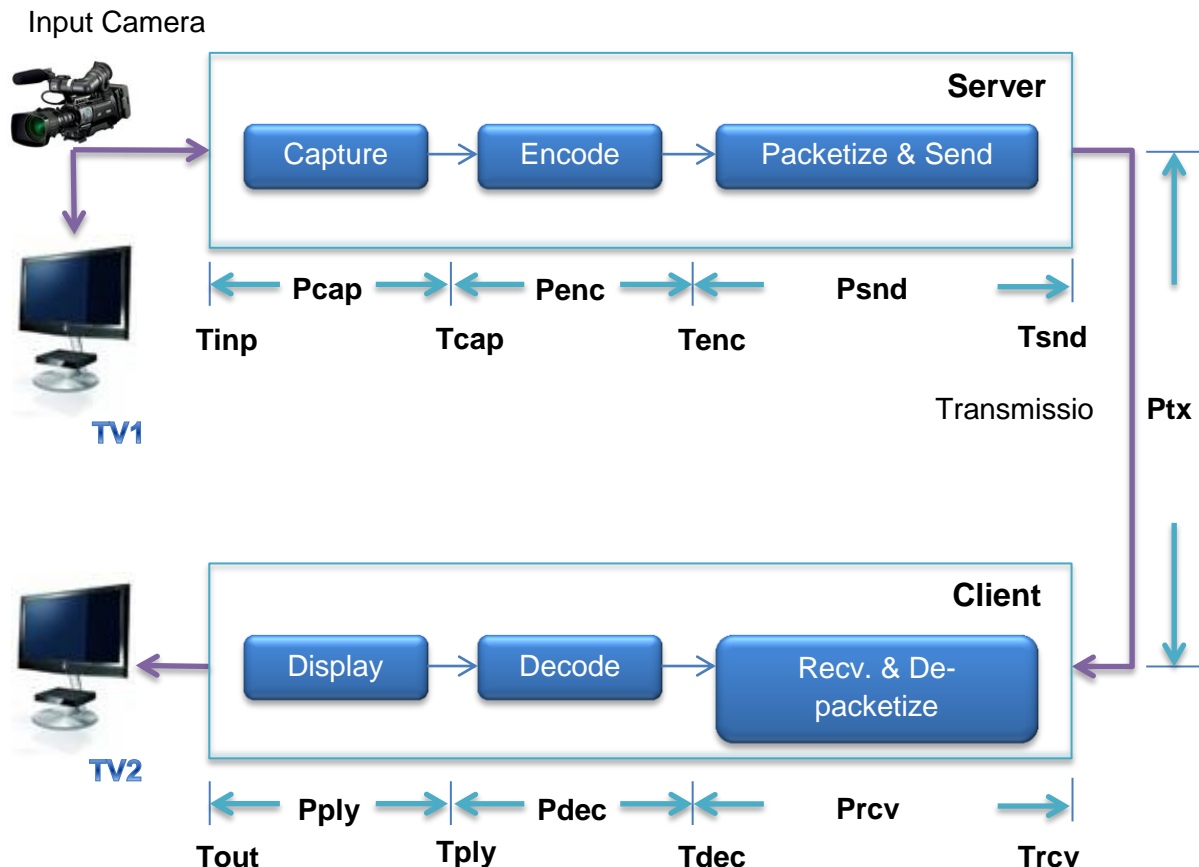 Input Camera
Server
Capture
Encode
Packetize & Send
Pcap
Penc
Psnd
Tinp
Tcap
Tenc
Tsnd
TV1
Transmissio
Ptx
Client
Display
Decode
Recv. & De-
packetize
TV2
Pply
Pdec
Prcv
Tout
Tply
Tdec
Trcv